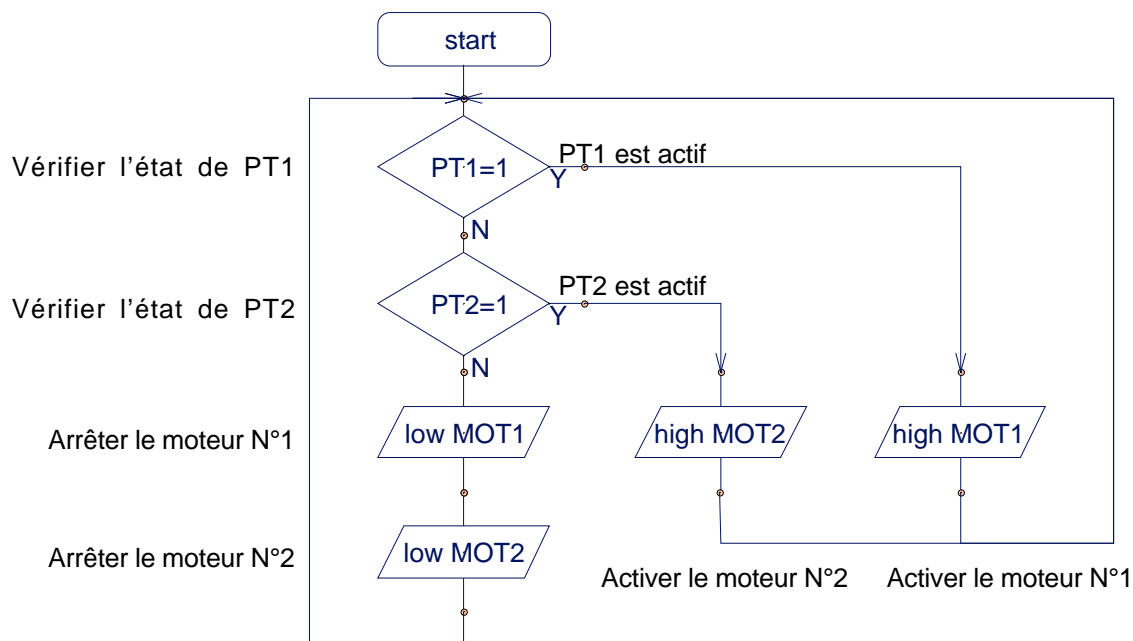 start
PT1 est actif
Vérifier l’état de PT1
PT1=1
Y
N
PT2 est actif
Vérifier l’état de PT2
PT2=1
Y
N
Arrêter le moteur N°1
low MOT1
high MOT2
high MOT1
Arrêter le moteur N°2
low MOT2
Activer le moteur N°2
Activer le moteur N°1